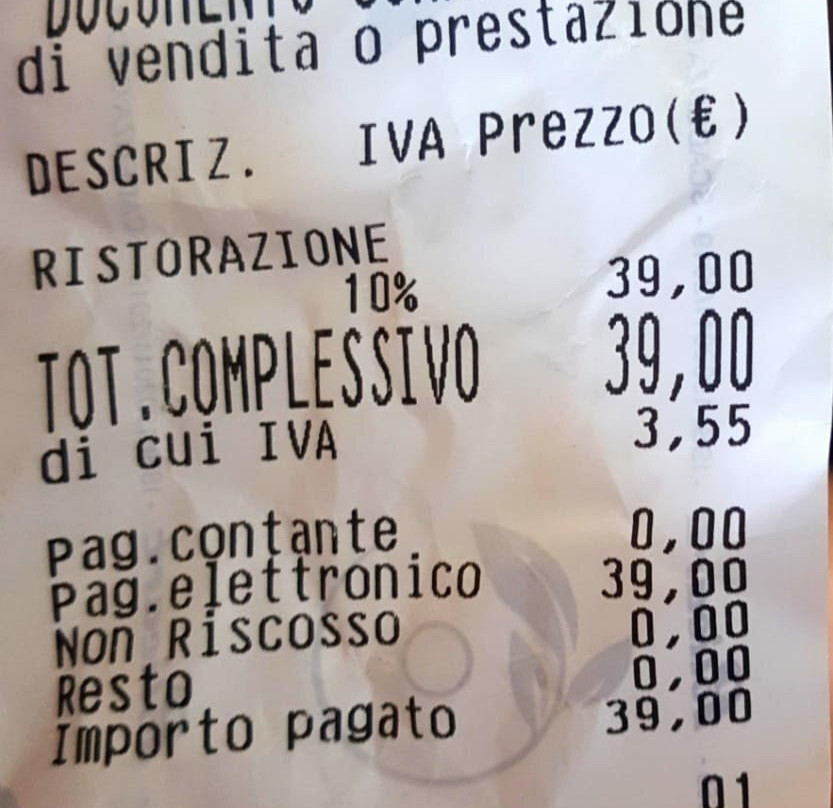 DOCUMENTO
di vendita o prestazione
DESCRIZ. IVA Prezzo(€)
RISTORAZIONE
10% 39,00
TOT.COMPLESSIVO 39,00
di cui IVA 3,55
Pag.contante 0,00
Pag.elettronico 39,00
Non Riscosso 0,00
Resto 0,00
Importo pagato 39,00
01